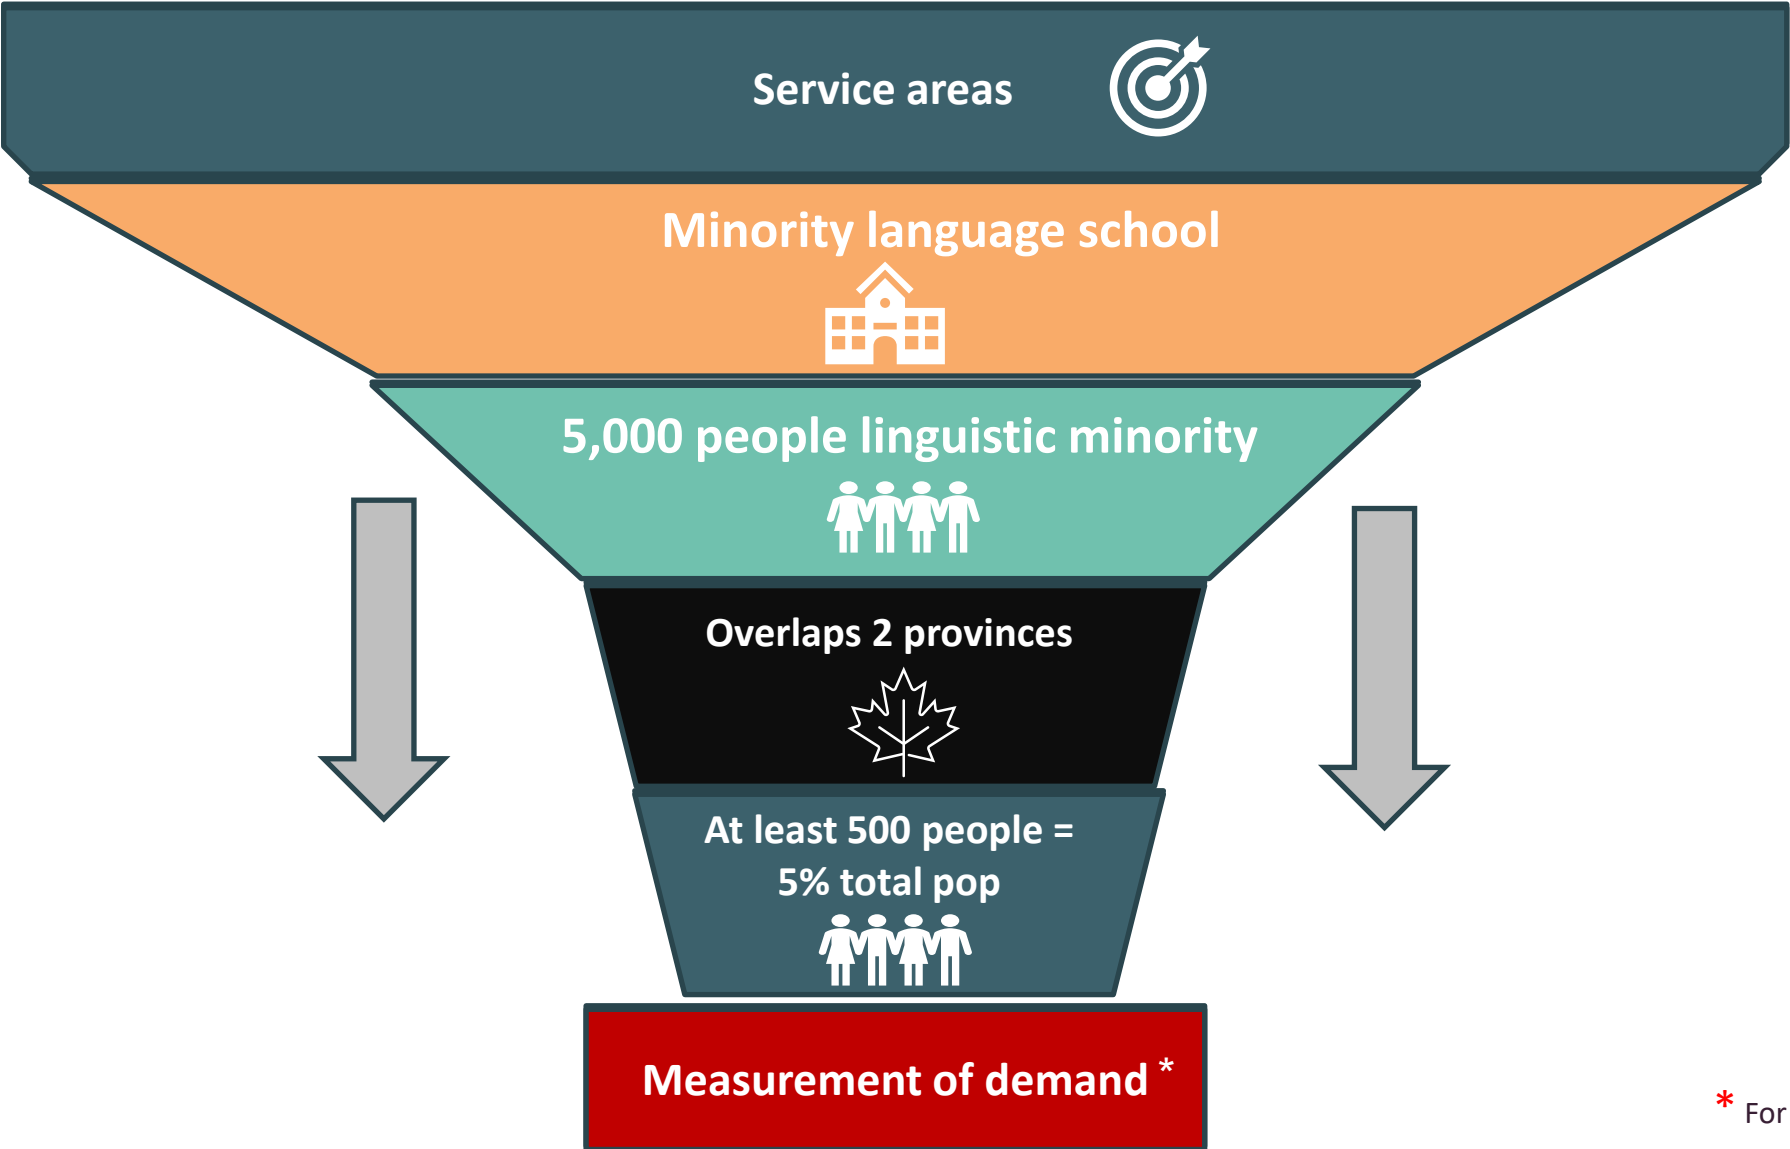 Service areas
Minority language school
5,000 people linguistic minority
Overlaps 2 provinces
At least 500 people =
5% total pop
Measurement of demand *
* For